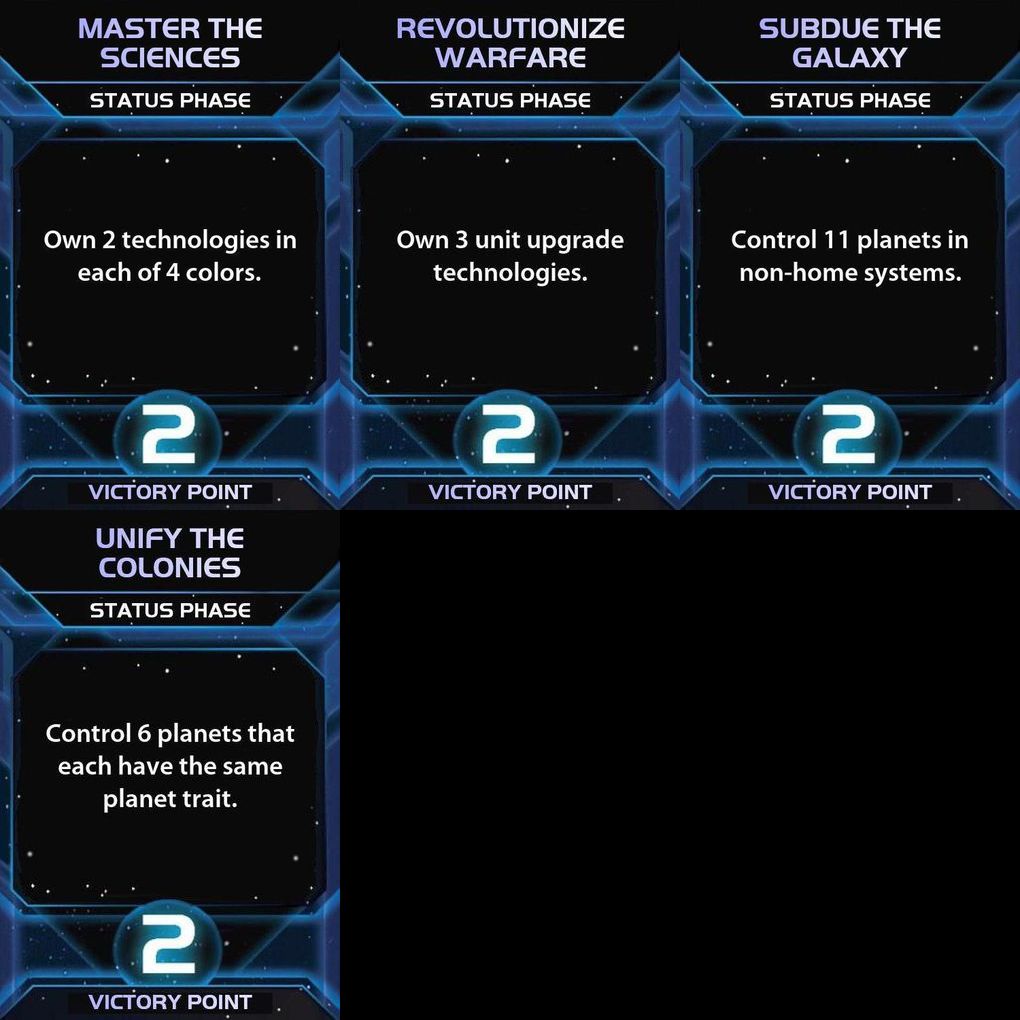 MASTER THE
SCIENCES
STATUS PHASE
Own 2 technologies in
each of 4 colors.
2
VICTORY POINT
REVOLUTIONIZE
WARFARE
STATUS PHASE
Own 3 unit upgrade
technologies.
2
VICTORY POINT
SUBDUE THE
GALAXY
STATUS PHASE
Control 11 planets in
non-home systems.
2
VICTORY POINT
UNIFY THE
COLONIES
STATUS PHASE
Control 6 planets that
each have the same
planet trait.
2
VICTORY POINT